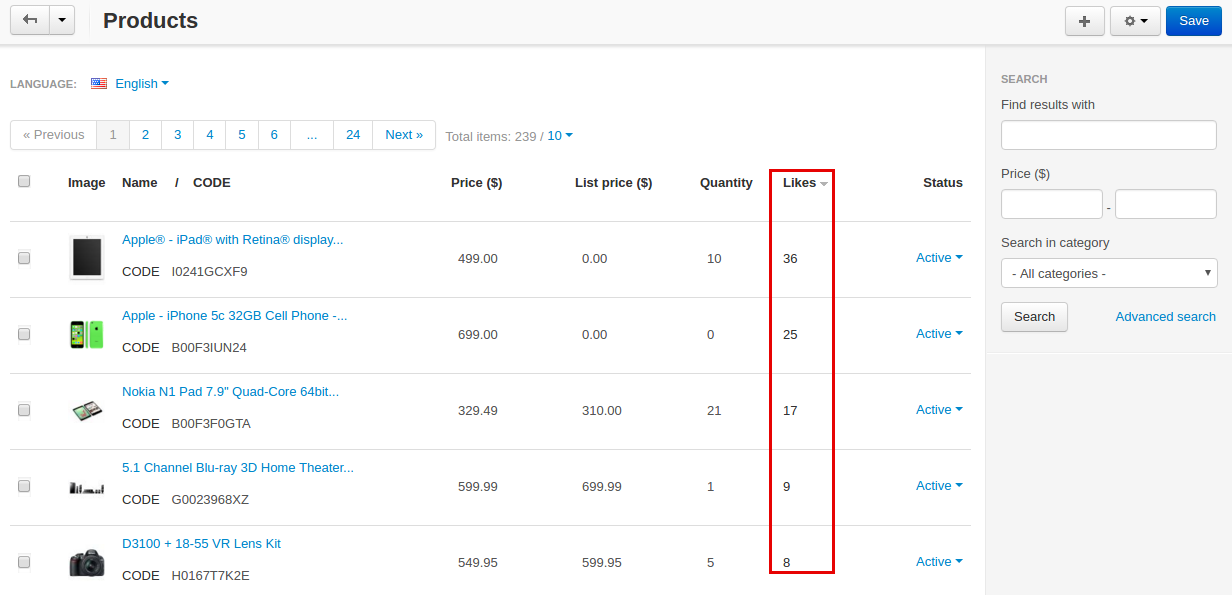 Products
Save
LANGUAGE: English
« Previous 1 2 3 4 5 6 ... 24 Next » Total items: 239 / 10
Image Name / CODE Price ($) List price ($) Quantity Likes Status
Apple® - iPad® with Retina® display...
499.00 0.00 10 36 Active
CODE I0241GCXF9
Apple - iPhone 5c 32GB Cell Phone -...
699.00 0.00 0 25 Active
CODE B00F3IUN24
Nokia N1 Pad 7.9" Quad-Core 64bit...
329.49 310.00 21 17 Active
CODE B00F3F0GTA
5.1 Channel Blu-ray 3D Home Theater...
599.99 699.99 1 9 Active
CODE G0023968XZ
D3100 + 18-55 VR Lens Kit
549.95 599.95 5 8 Active
CODE H0167T7K2E
SEARCH
Find results with
Price ($)
-
Search in category
- All categories -
Search Advanced search